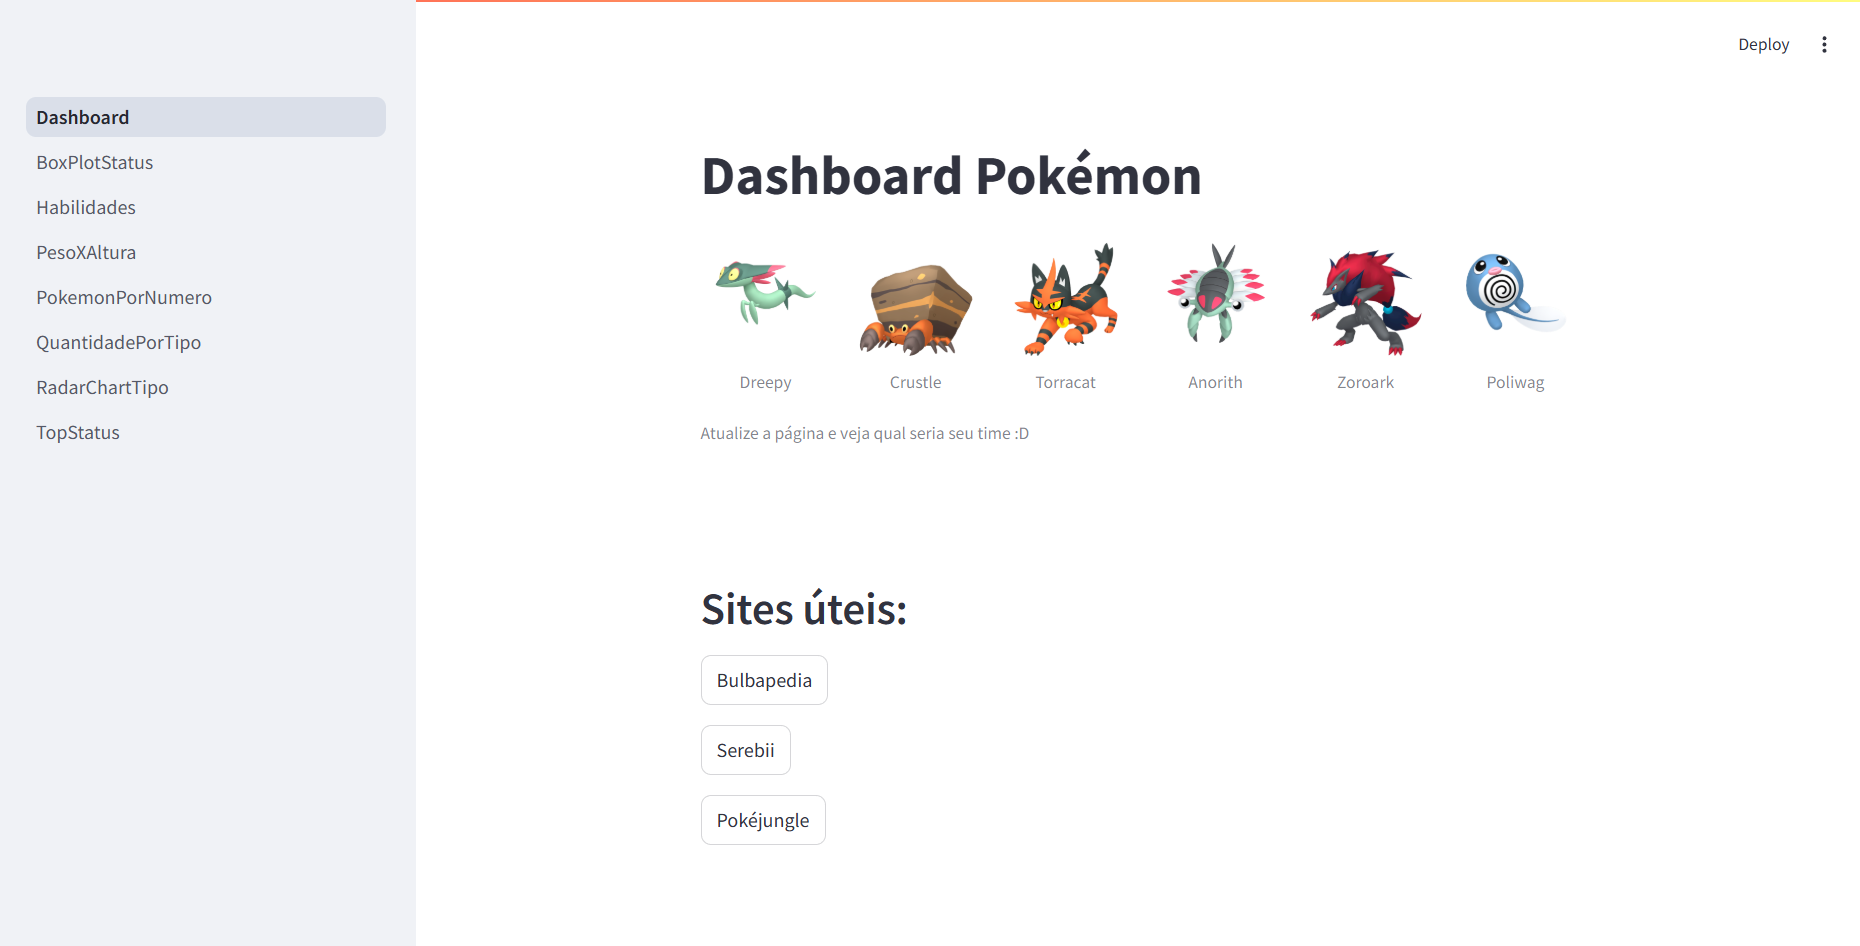 Deploy
Dashboard
BoxPlotStatus
Habilidades
PesoXAltura
PokemonPorNumero
QuantidadePorTipo
RadarChartTipo
TopStatus
Dashboard Pokémon
Dreepy
Crustle
Torracat
Anorith
Zoroark
Poliwag
Atualize a página e veja qual seria seu time :D
Sites úteis:
Bulbapedia
Serebii
Pokéjungle